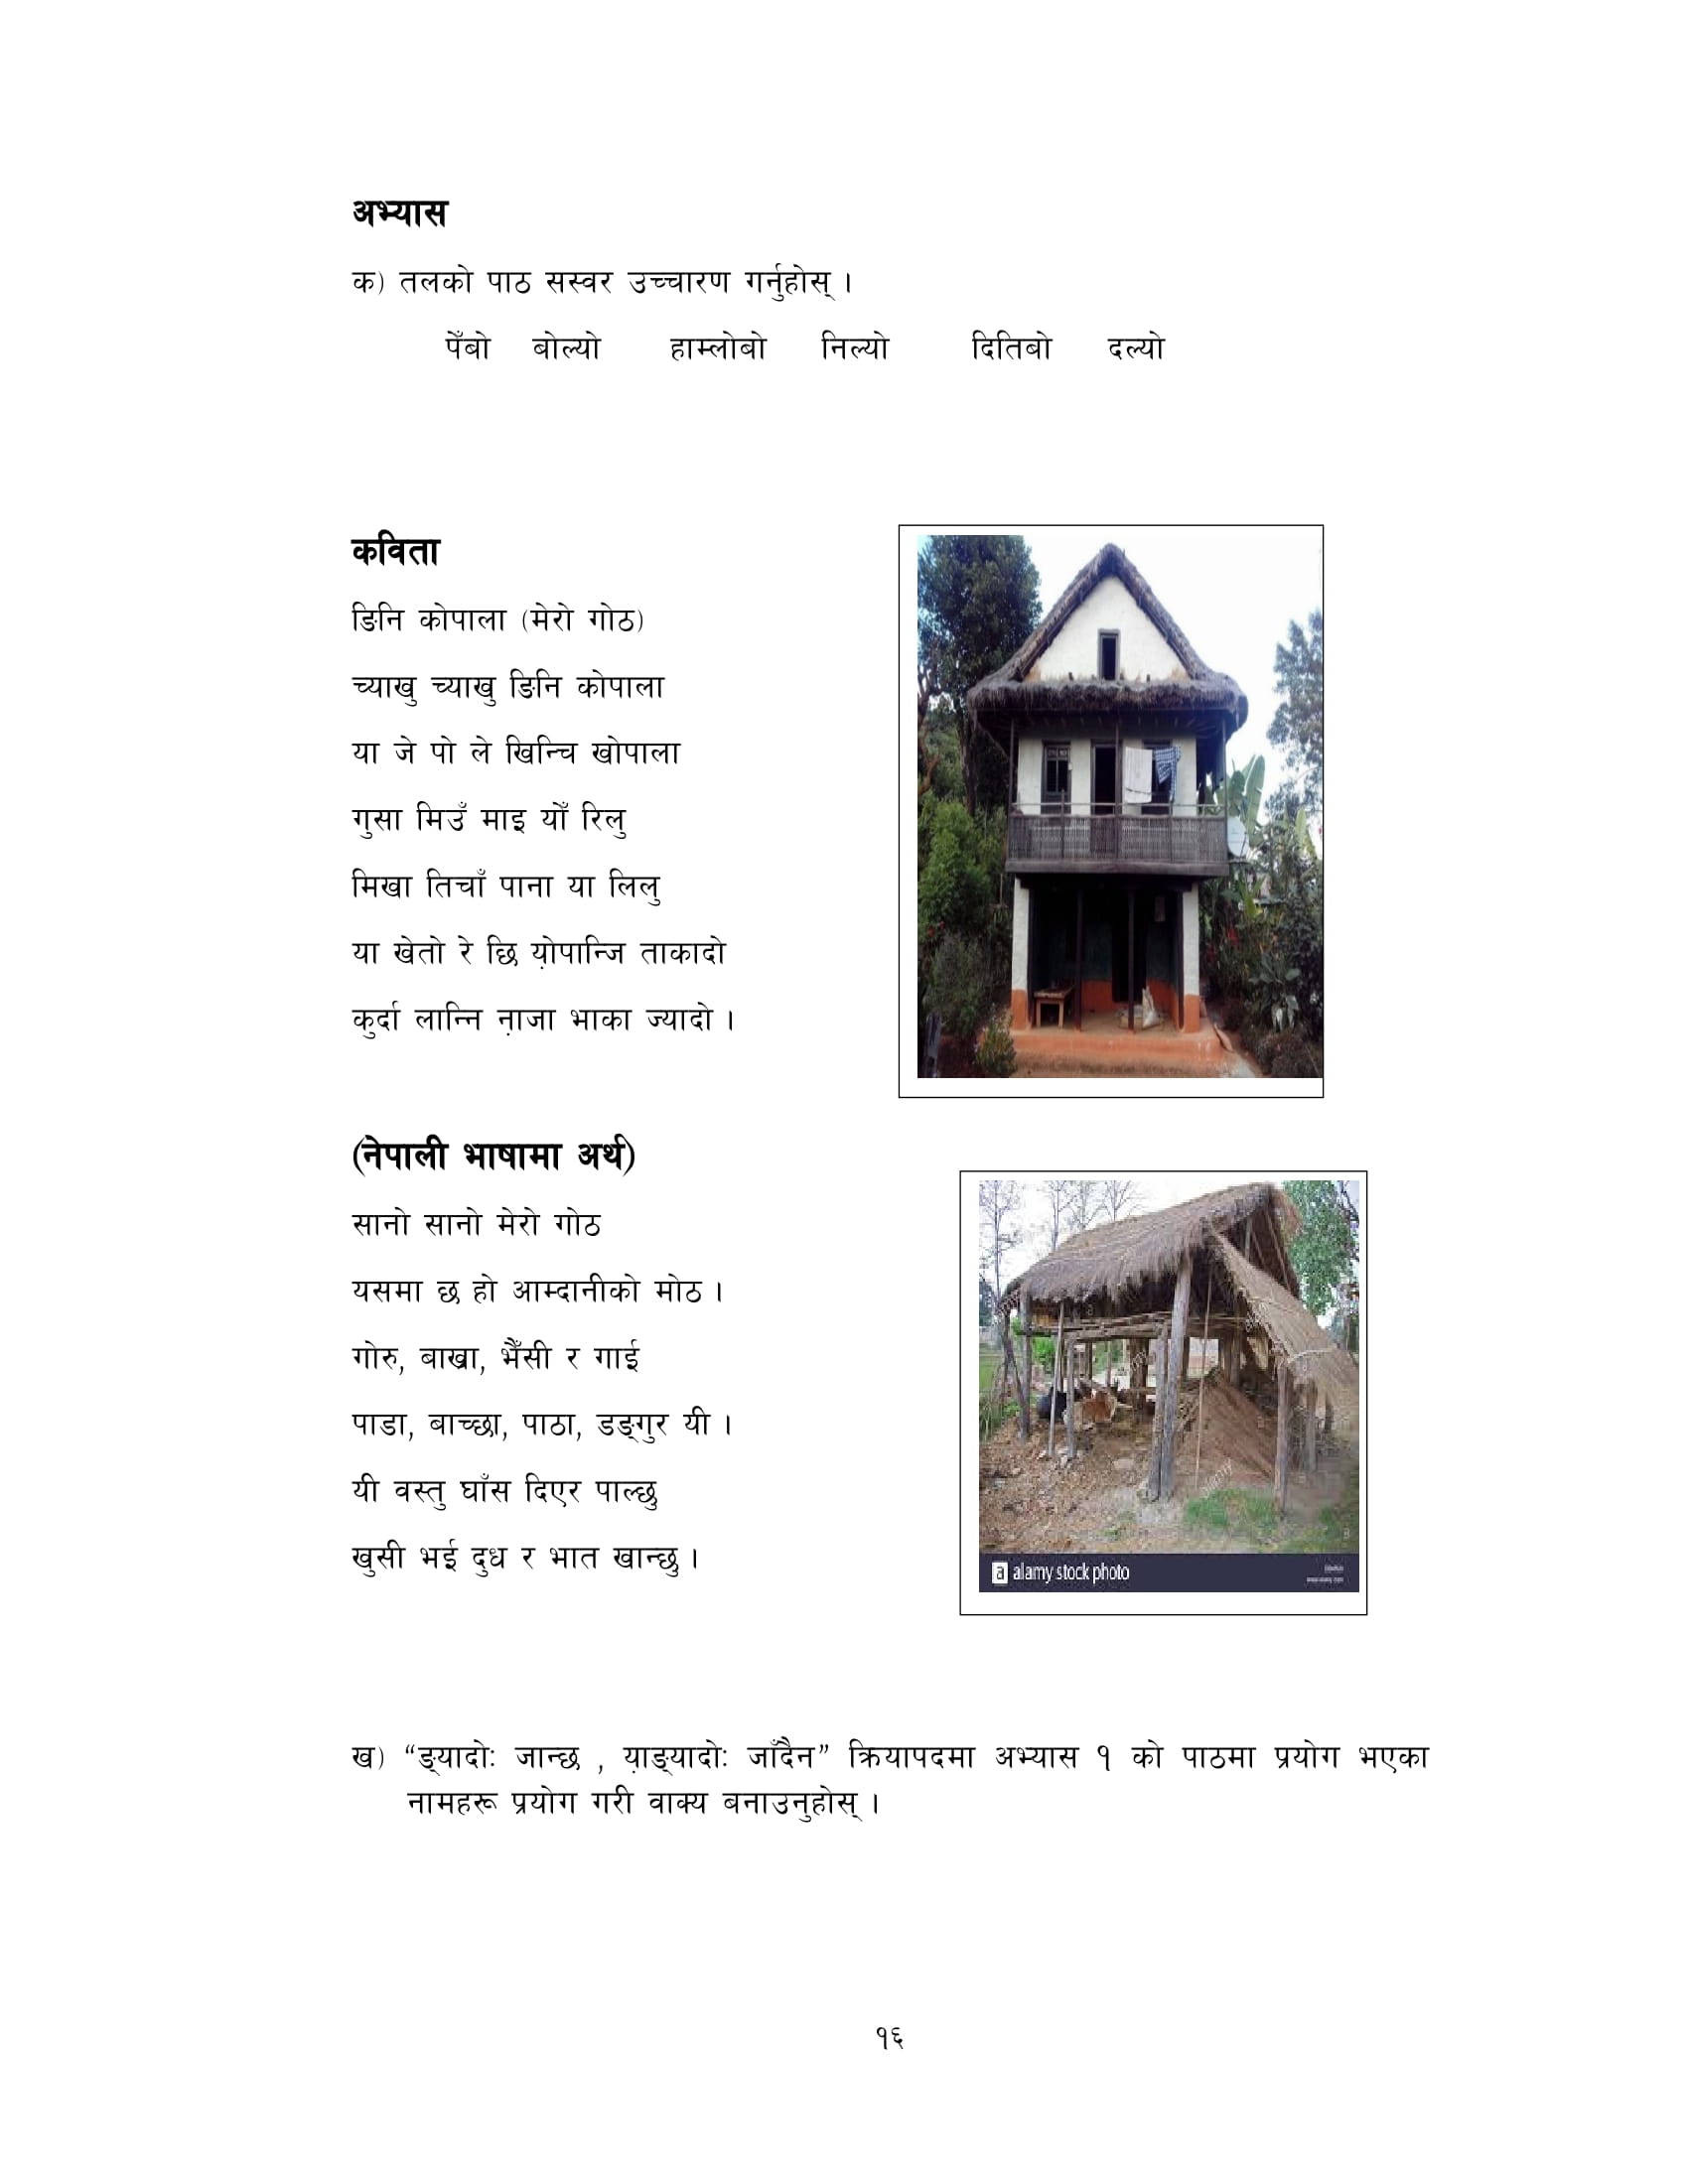 अभ्यास
क) तलको पाठ सस्वर उच्चारण गर्नुहोस् ।
पेँबो बोल्यो हाम्लोबो निल्यो दितिबो दल्यो
कविता
ङिनि कोपाला (मेरो गोठ)
च्याखु च्याखु ङिनि कोपाला
या जे पो ले खिन्चि खोपाला
गुसा मिउँ माइ योँ रिलु
मिखा तिचाँ पाना या लिलु
या खेतो रे छि य़ोपान्जि ताकादो
कुर्दा लान्नि ऩाजा भाका ज्यादो ।
(नेपाली भाषामा अर्थ)
सानो सानो मेरो गोठ
यसमा छ हो आम्दानीको मोठ ।
गोरु, बाख्रा, भैँसी र गाई
पाडा, बाच्छा, पाठा, डङ्गुर यी ।
यी वस्तु घाँस दिएर पाल्छु
खुसी भई दुध र भात खान्छु ।
alamy stock photo
ख) “ङ्यादोः जान्छ , य़ाङ्यादोः जाँदैन” क्रियापदमा अभ्यास १ को पाठमा प्रयोग भएका
नामहरू प्रयोग गरी वाक्य बनाउनुहोस् ।
१६